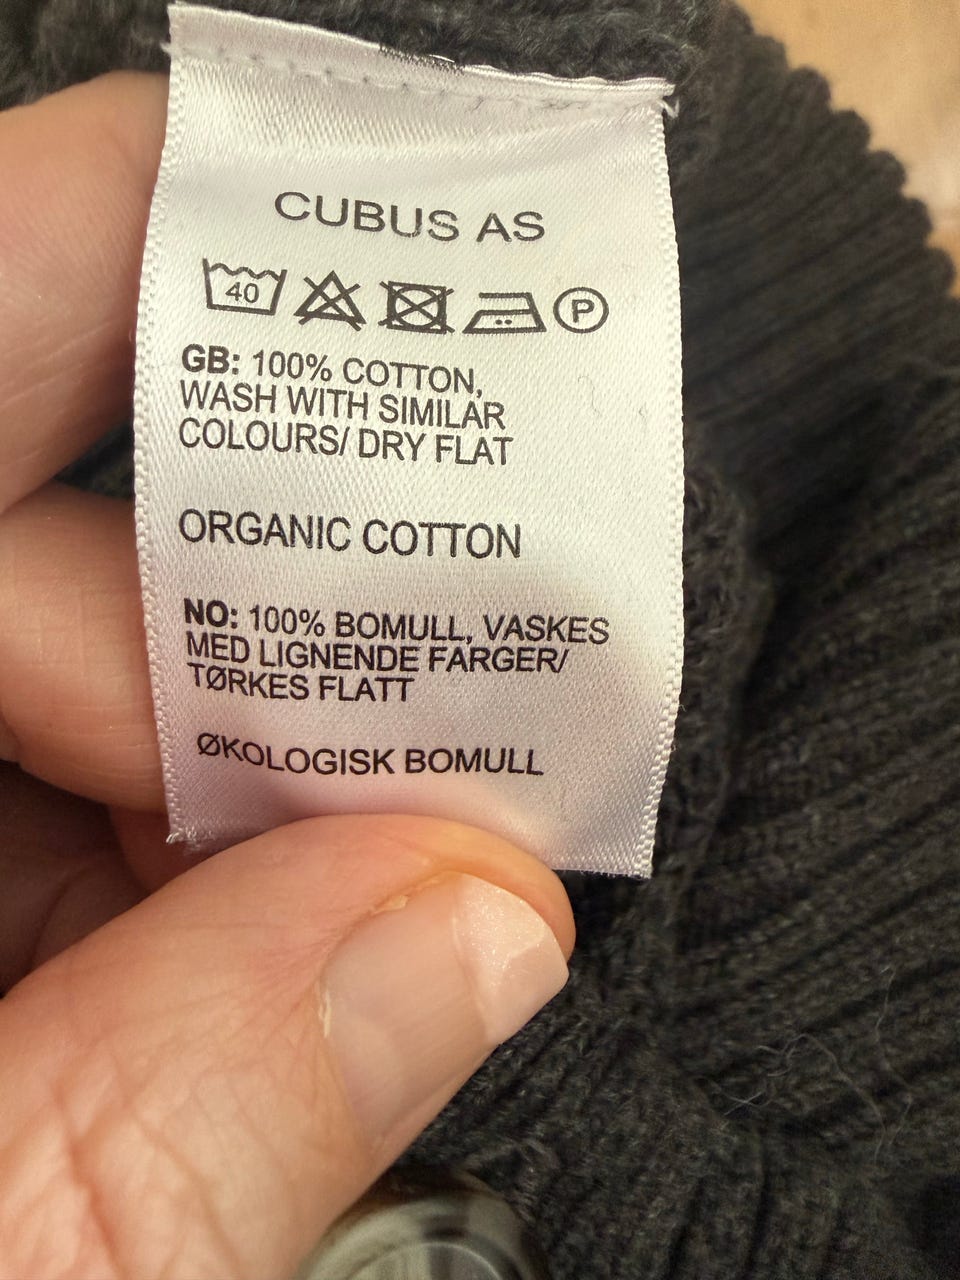 CUBUS AS
40 P
GB: 100% COTTON,
WASH WITH SIMILAR
COLOURS/ DRY FLAT
ORGANIC COTTON
NO: 100% BOMULL, VASKES
MED LIGNENDE FARGER/
TØRKES FLATT
ØKOLOGISK BOMULL